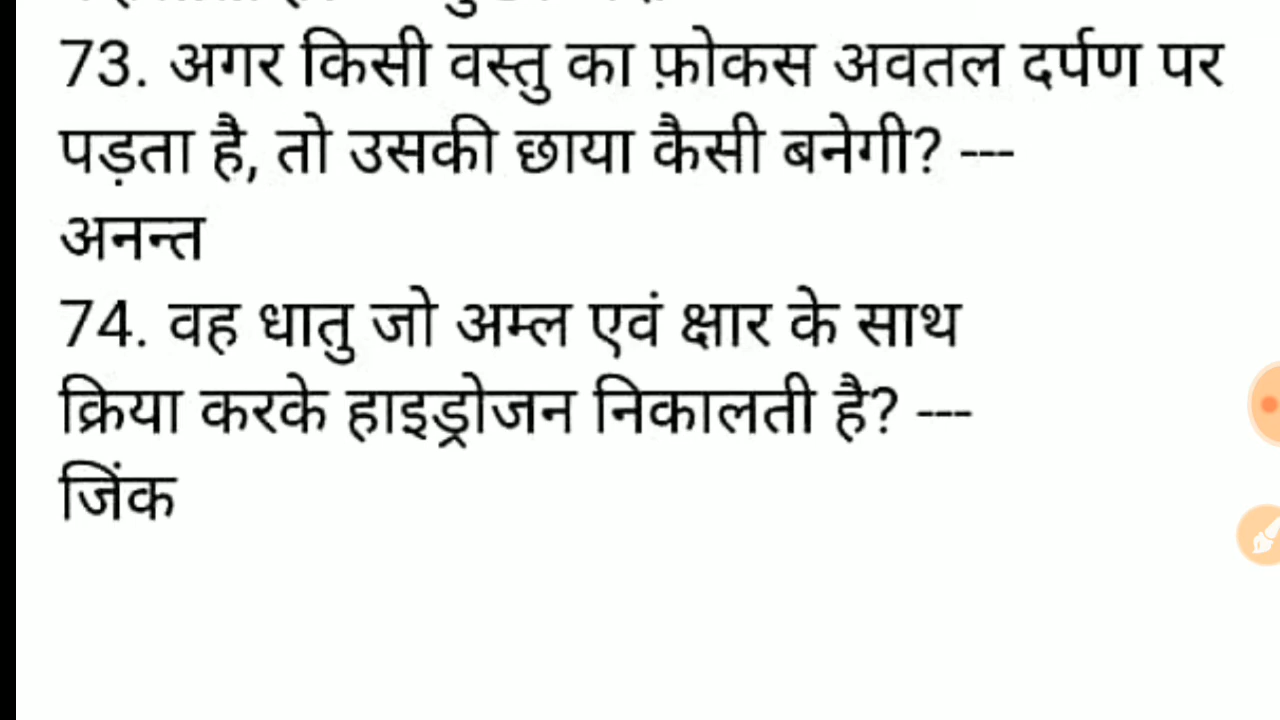 73. अगर किसी वस्तु का फ़ोकस अवतल दर्पण पर
पड़ता है, तो उसकी छाया कैसी बनेगी? ---
अनन्त
74. वह धातु जो अम्ल एवं क्षार के साथ
क्रिया करके हाइड्रोजन निकालती है? ---
जिंक